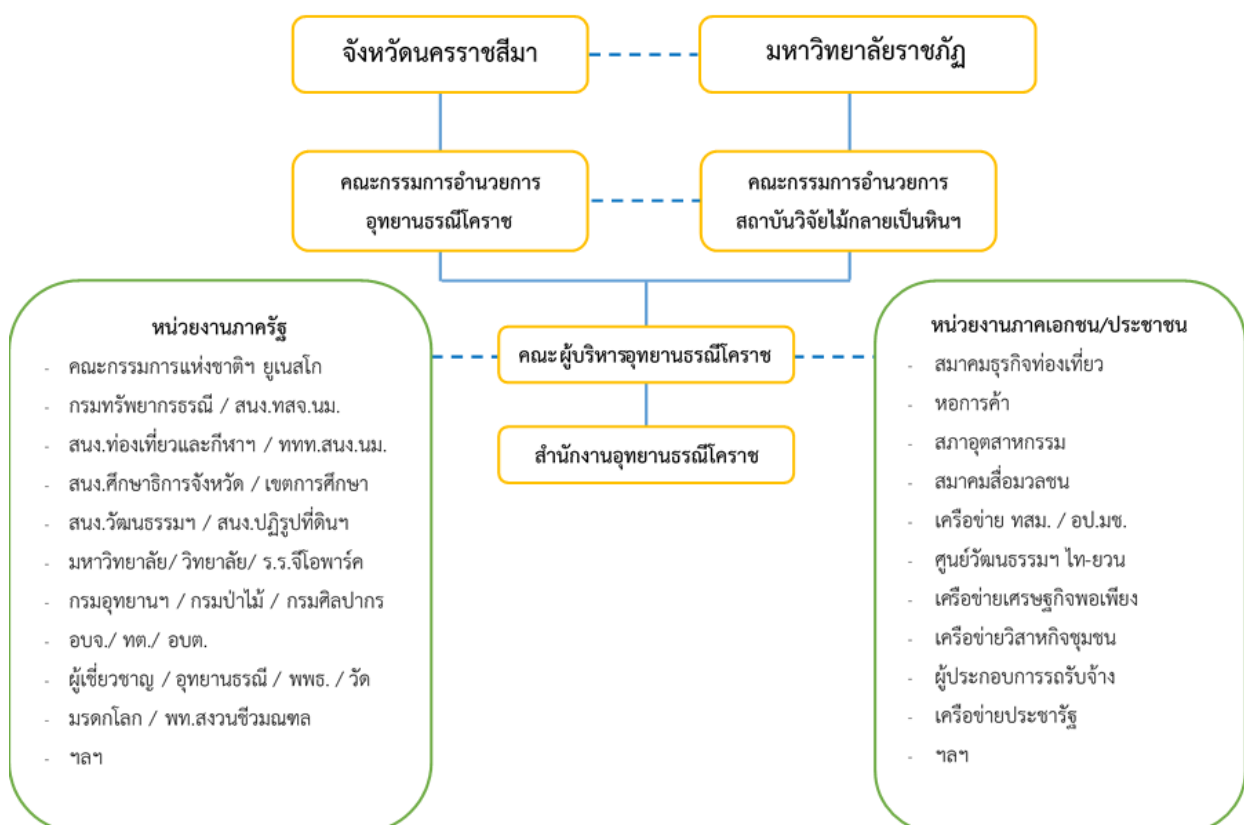 จังหวัดนครราชสีมา
มหาวิทยาลัยราชภัฏ
คณะกรรมการอำนวยการ
อุทยานธรณีโคราช
คณะกรรมการอำนวยการ
สถาบันวิจัยไม้กลายเป็นหินฯ
หน่วยงานภาครัฐ
- คณะกรรมการแห่งชาติฯ ยูเนสโก
- กรมทรัพยากรธรณี / สนง.ทสจ.นม.
- สนง.ท่องเที่ยวและกีฬาฯ / ททท.สนง.นม.
- สนง.ศึกษาธิการจังหวัด / เขตการศึกษา
- สนง.วัฒนธรรมฯ / สนง.ปฏิรูปที่ดินฯ
- มหาวิทยาลัย/ วิทยาลัย/ ร.ร.จีโอพาร์ค
- กรมอุทยานฯ / กรมป่าไม้ / กรมศิลปากร
- อบจ./ ทต./ อบต.
- ผู้เชี่ยวชาญ / อุทยานธรณี / พพธ. / วัด
- มรดกโลก / พท.สงวนชีวมณฑล
- ฯลฯ
คณะผู้บริหารอุทยานธรณีโคราช
สำนักงานอุทยานธรณีโคราช
หน่วยงานภาคเอกชน/ประชาชน
- สมาคมธุรกิจท่องเที่ยว
- หอการค้า
- สภาอุตสาหกรรม
- สมาคมสื่อมวลชน
- เครือข่าย ทสม. / อป.มช.
- ศูนย์วัฒนธรรมฯ ไท-ยวน
- เครือข่ายเศรษฐกิจพอเพียง
- เครือข่ายวิสาหกิจชุมชน
- ผู้ประกอบการรถรับจ้าง
- เครือข่ายประชารัฐ
- ฯลฯ